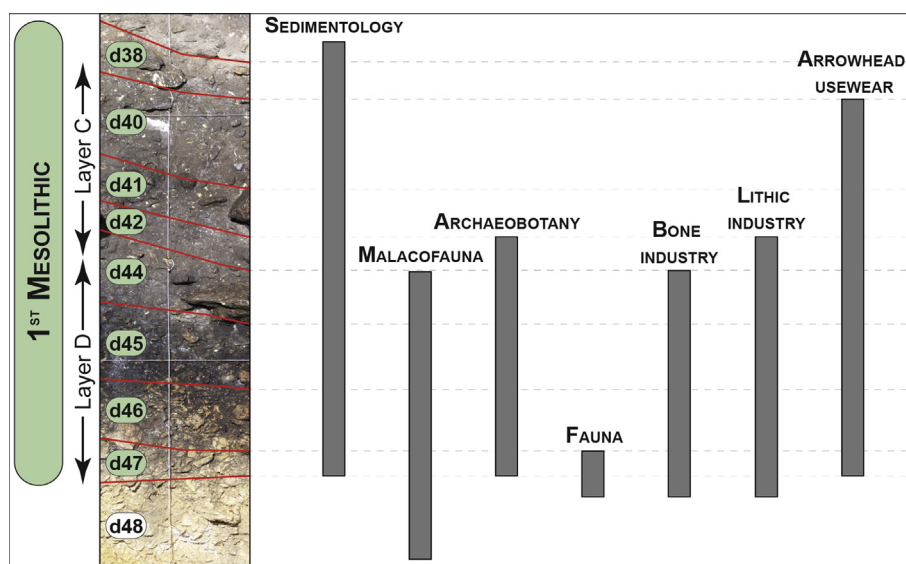 1ST MESOLITHIC
Layer C
Layer D
d38
d40
d41
d42
d44
d45
d46
d47
d48
SEDIMENTOLOGY
MALACOFAUNA
ARCHAEOBOTANY
FAUNA
BONE
INDUSTRY
LITHIC
INDUSTRY
ARROWHEAD
USEWEAR